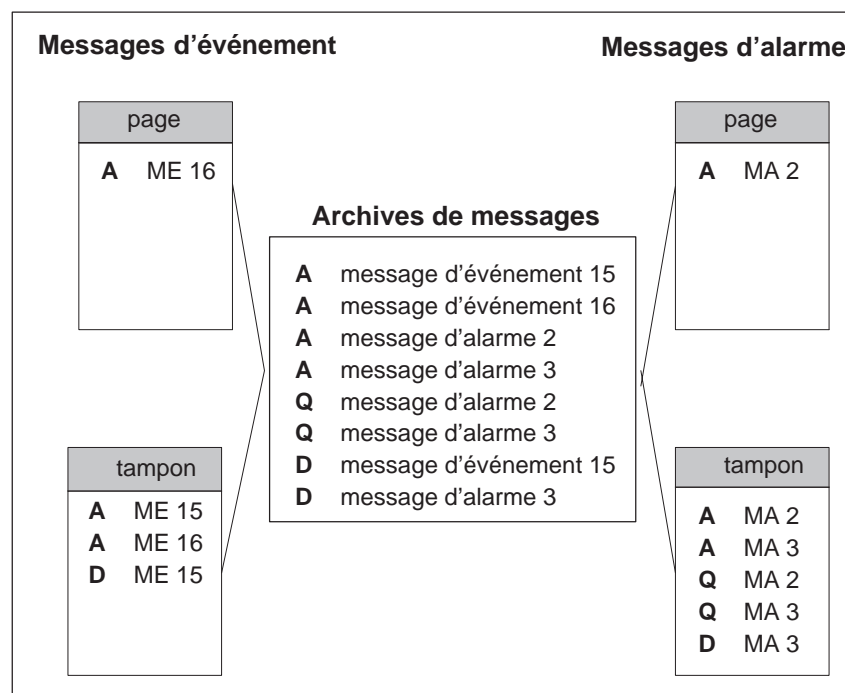 Messages d'événement
Messages d'alarme
page
A ME 16
page
A MA 2
Archives de messages
A message d'événement 15
A message d'événement 16
A message d'alarme 2
A message d'alarme 3
Q message d'alarme 2
Q message d'alarme 3
D message d'événement 15
D message d'alarme 3
tampon
A ME 15
A ME 16
D ME 15
tampon
A MA 2
A MA 3
Q MA 2
Q MA 3
D MA 3